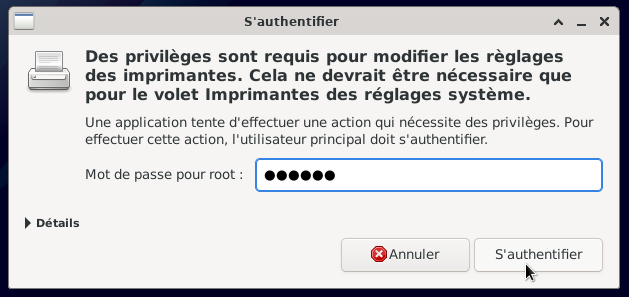 S'authentifier
Des privilèges sont requis pour modifier les règlages
des imprimantes. Cela ne devrait être nécessaire que
pour le volet Imprimantes des réglages système.
Une application tente d'effectuer une action qui nécessite des privilèges. Pour
effectuer cette action, l'utilisateur principal doit s'authentifier.
Mot de passe pour root : ●●●●●●
Détails
Annuler S'authentifier